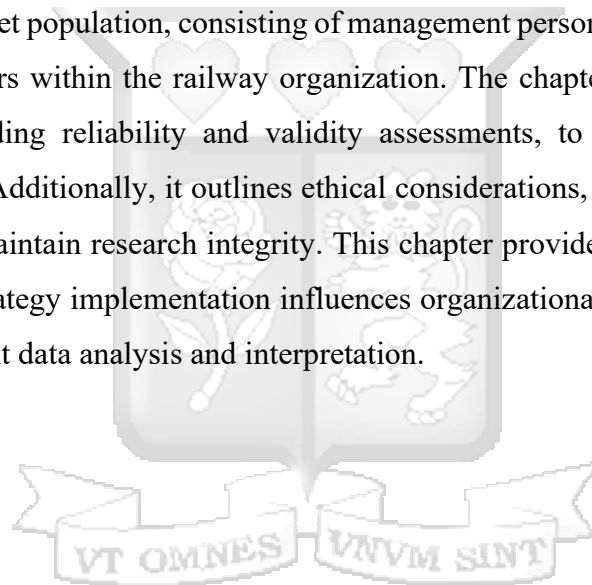 et population, consisting of management person
rs within the railway organization. The chapte
ding reliability and validity assessments, to
Additionally, it outlines ethical considerations,
aintain research integrity. This chapter provide
ategy implementation influences organizationa
t data analysis and interpretation.
VT OMNES VNVM SINT